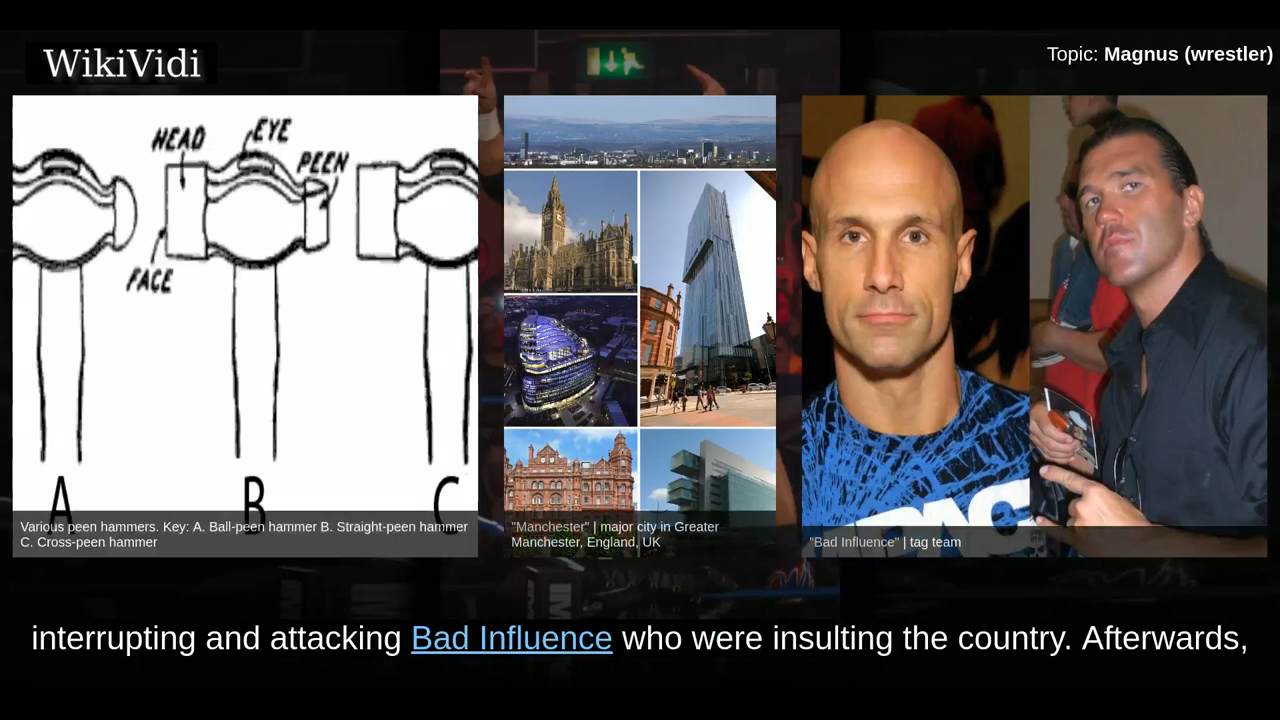 WikiVidi
Topic: Magnus (wrestler)
HEAD
EYE
PEEN
FACE
A
B
C
Various peen hammers. Key: A. Ball-peen hammer B. Straight-peen hammer
C. Cross-peen hammer
"Manchester" | major city in Greater
Manchester, England, UK
"Bad Influence" | tag team
interrupting and attacking Bad Influence who were insulting the country. Afterwards,